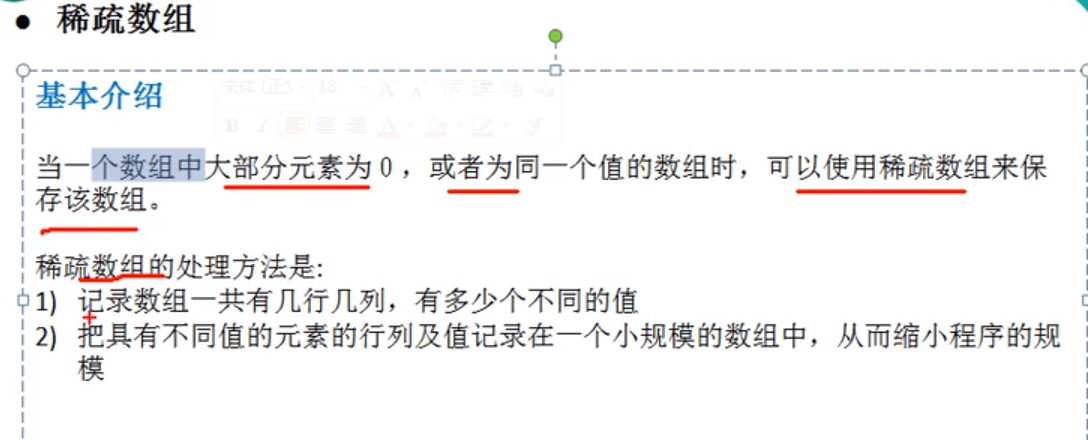 ● 稀疏数组
基本介绍
宋体 (正 18 A A
B I A
当一个数组中大部分元素为0，或者为同一个值的数组时，可以使用稀疏数组来保
存该数组。
稀疏数组的处理方法是:
1) 记录数组一共有几行几列，有多少个不同的值
2) 把具有不同值的元素的行列及值记录在一个小规模的数组中，从而缩小程序的规
模